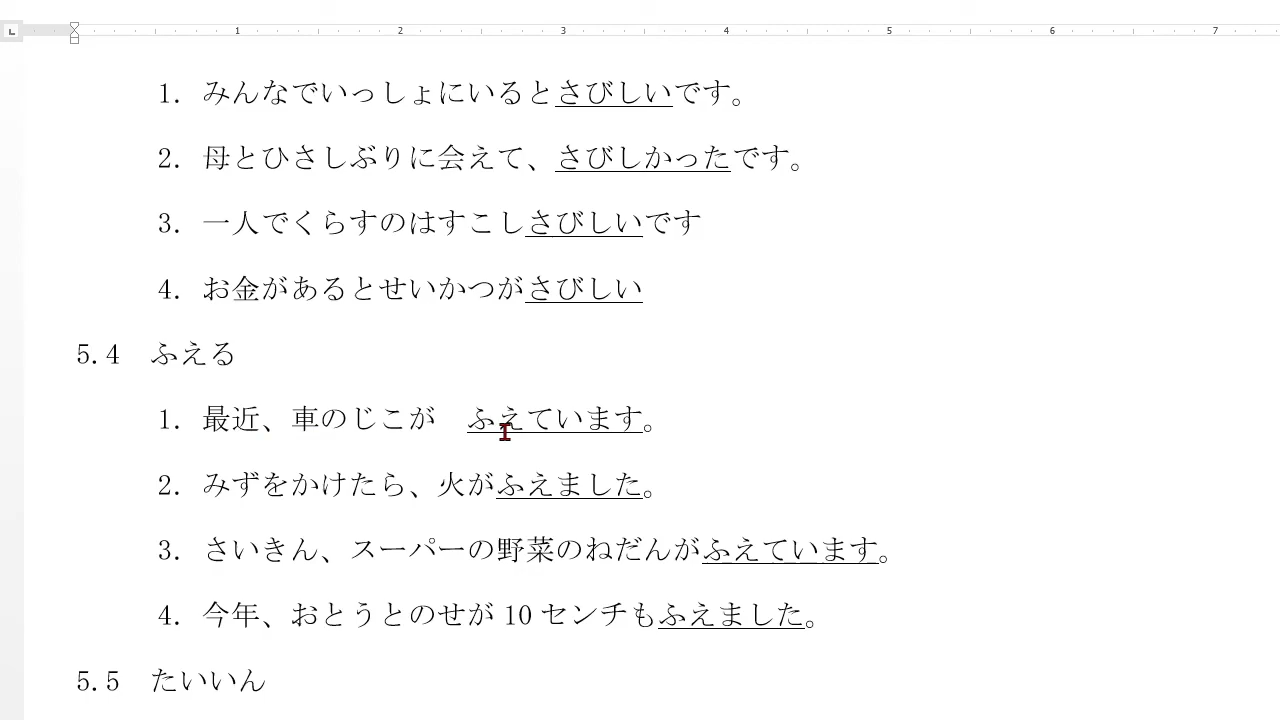 1 2 3 4 5 6 7
1. みんなでいっしょにいるとさびしいです。
2. 母とひさしぶりに会えて、さびしかったです。
3. 一人でくらすのはすこしさびしいです
4. お金があるとせいかつがさびしい
5.4 ふえる
1. 最近、車のじこが　ふえています。
2. みずをかけたら、火がふえました。
3. さいきん、スーパーの野菜のねだんがふえています。
4. 今年、おとうとのせが 10 センチもふえました。
5.5 たいいん